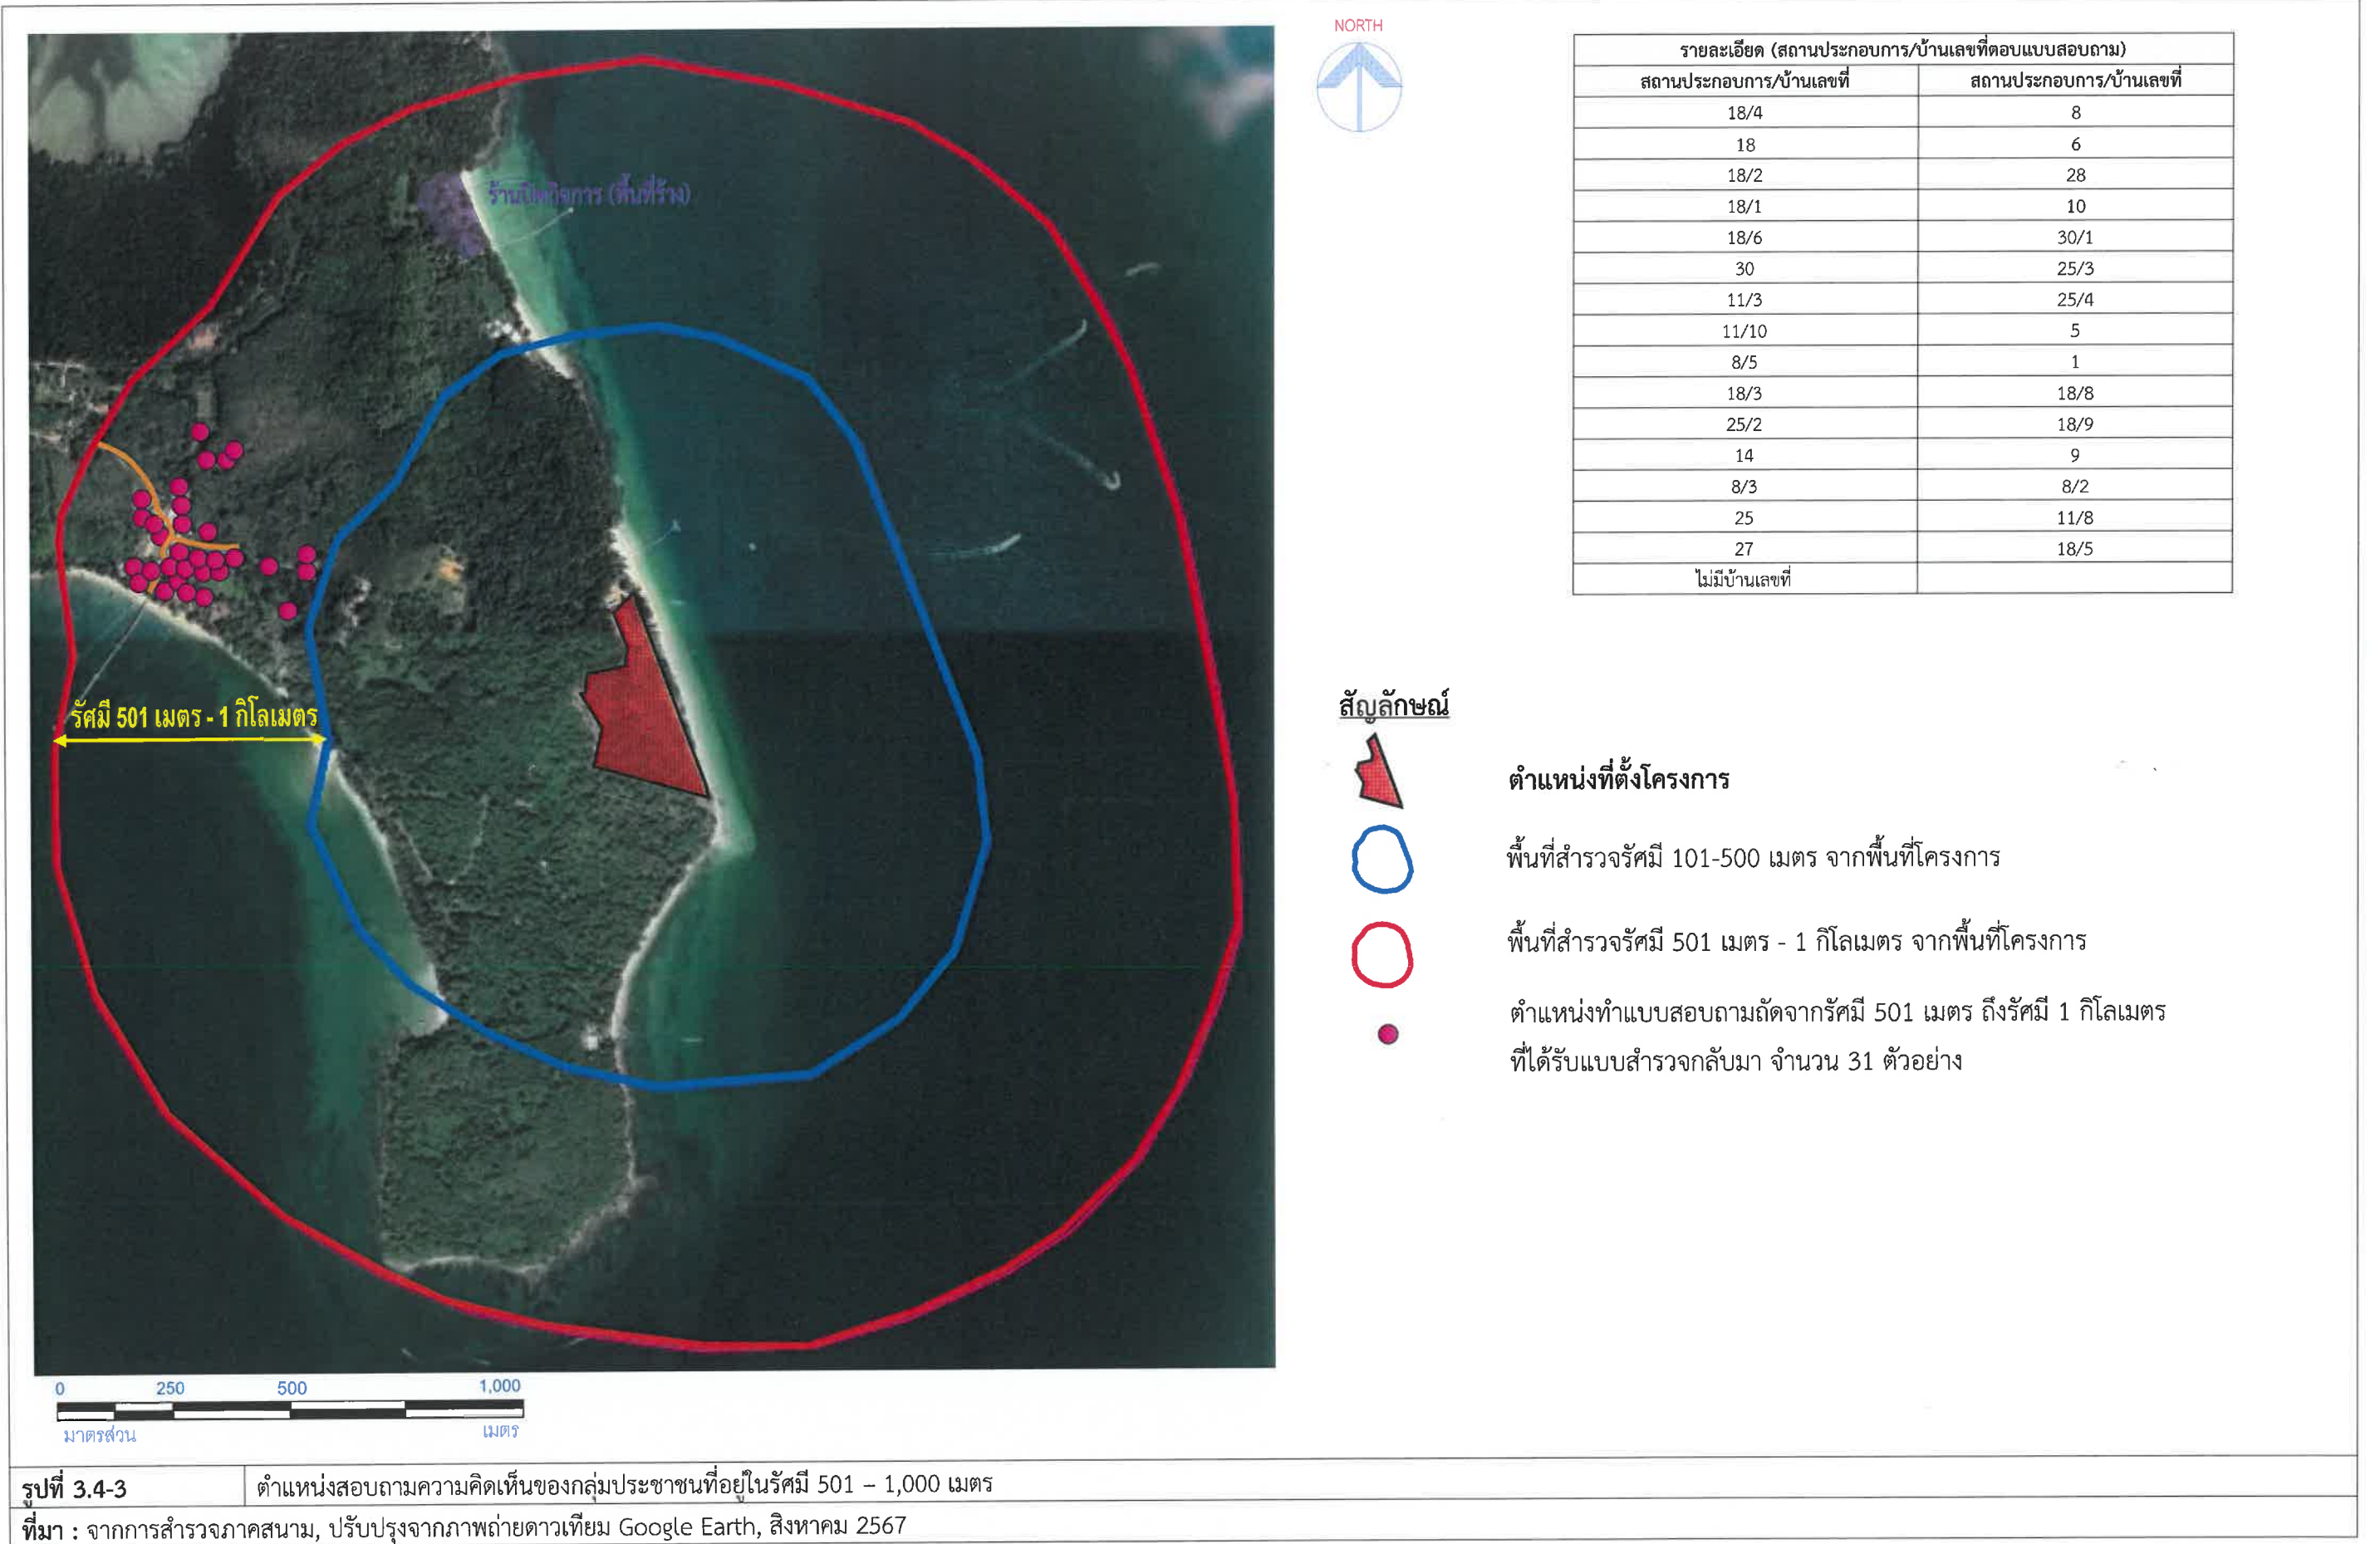 NORTH
ร้านปิดกิจการ (พื้นที่ร้าง)
รัศมี 501 เมตร - 1 กิโลเมตร
0 250 500 1,000
มาตรส่วน เมตร
รายละเอียด (สถานประกอบการ/บ้านเลขที่ตอบแบบสอบถาม)
สถานประกอบการ/บ้านเลขที่ สถานประกอบการ/บ้านเลขที่
18/4 8
18 6
18/2 28
18/1 10
18/6 30/1
30 25/3
11/3 25/4
11/10 5
8/5 1
18/3 18/8
25/2 18/9
14 9
8/3 8/2
25 11/8
27 18/5
ไม่มีบ้านเลขที่
สัญลักษณ์
ตำแหน่งที่ตั้งโครงการ
พื้นที่สำรวจรัศมี 101-500 เมตร จากพื้นที่โครงการ
พื้นที่สำรวจรัศมี 501 เมตร - 1 กิโลเมตร จากพื้นที่โครงการ
ตำแหน่งทำแบบสอบถามถัดจากรัศมี 501 เมตร ถึงรัศมี 1 กิโลเมตร
ที่ได้รับแบบสำรวจกลับมา จำนวน 31 ตัวอย่าง
รูปที่ 3.4-3 ตำแหน่งสอบถามความคิดเห็นของกลุ่มประชาชนที่อยู่ในรัศมี 501 – 1,000 เมตร
ที่มา : จากการสำรวจภาคสนาม, ปรับปรุงจากภาพถ่ายดาวเทียม Google Earth, สิงหาคม 2567